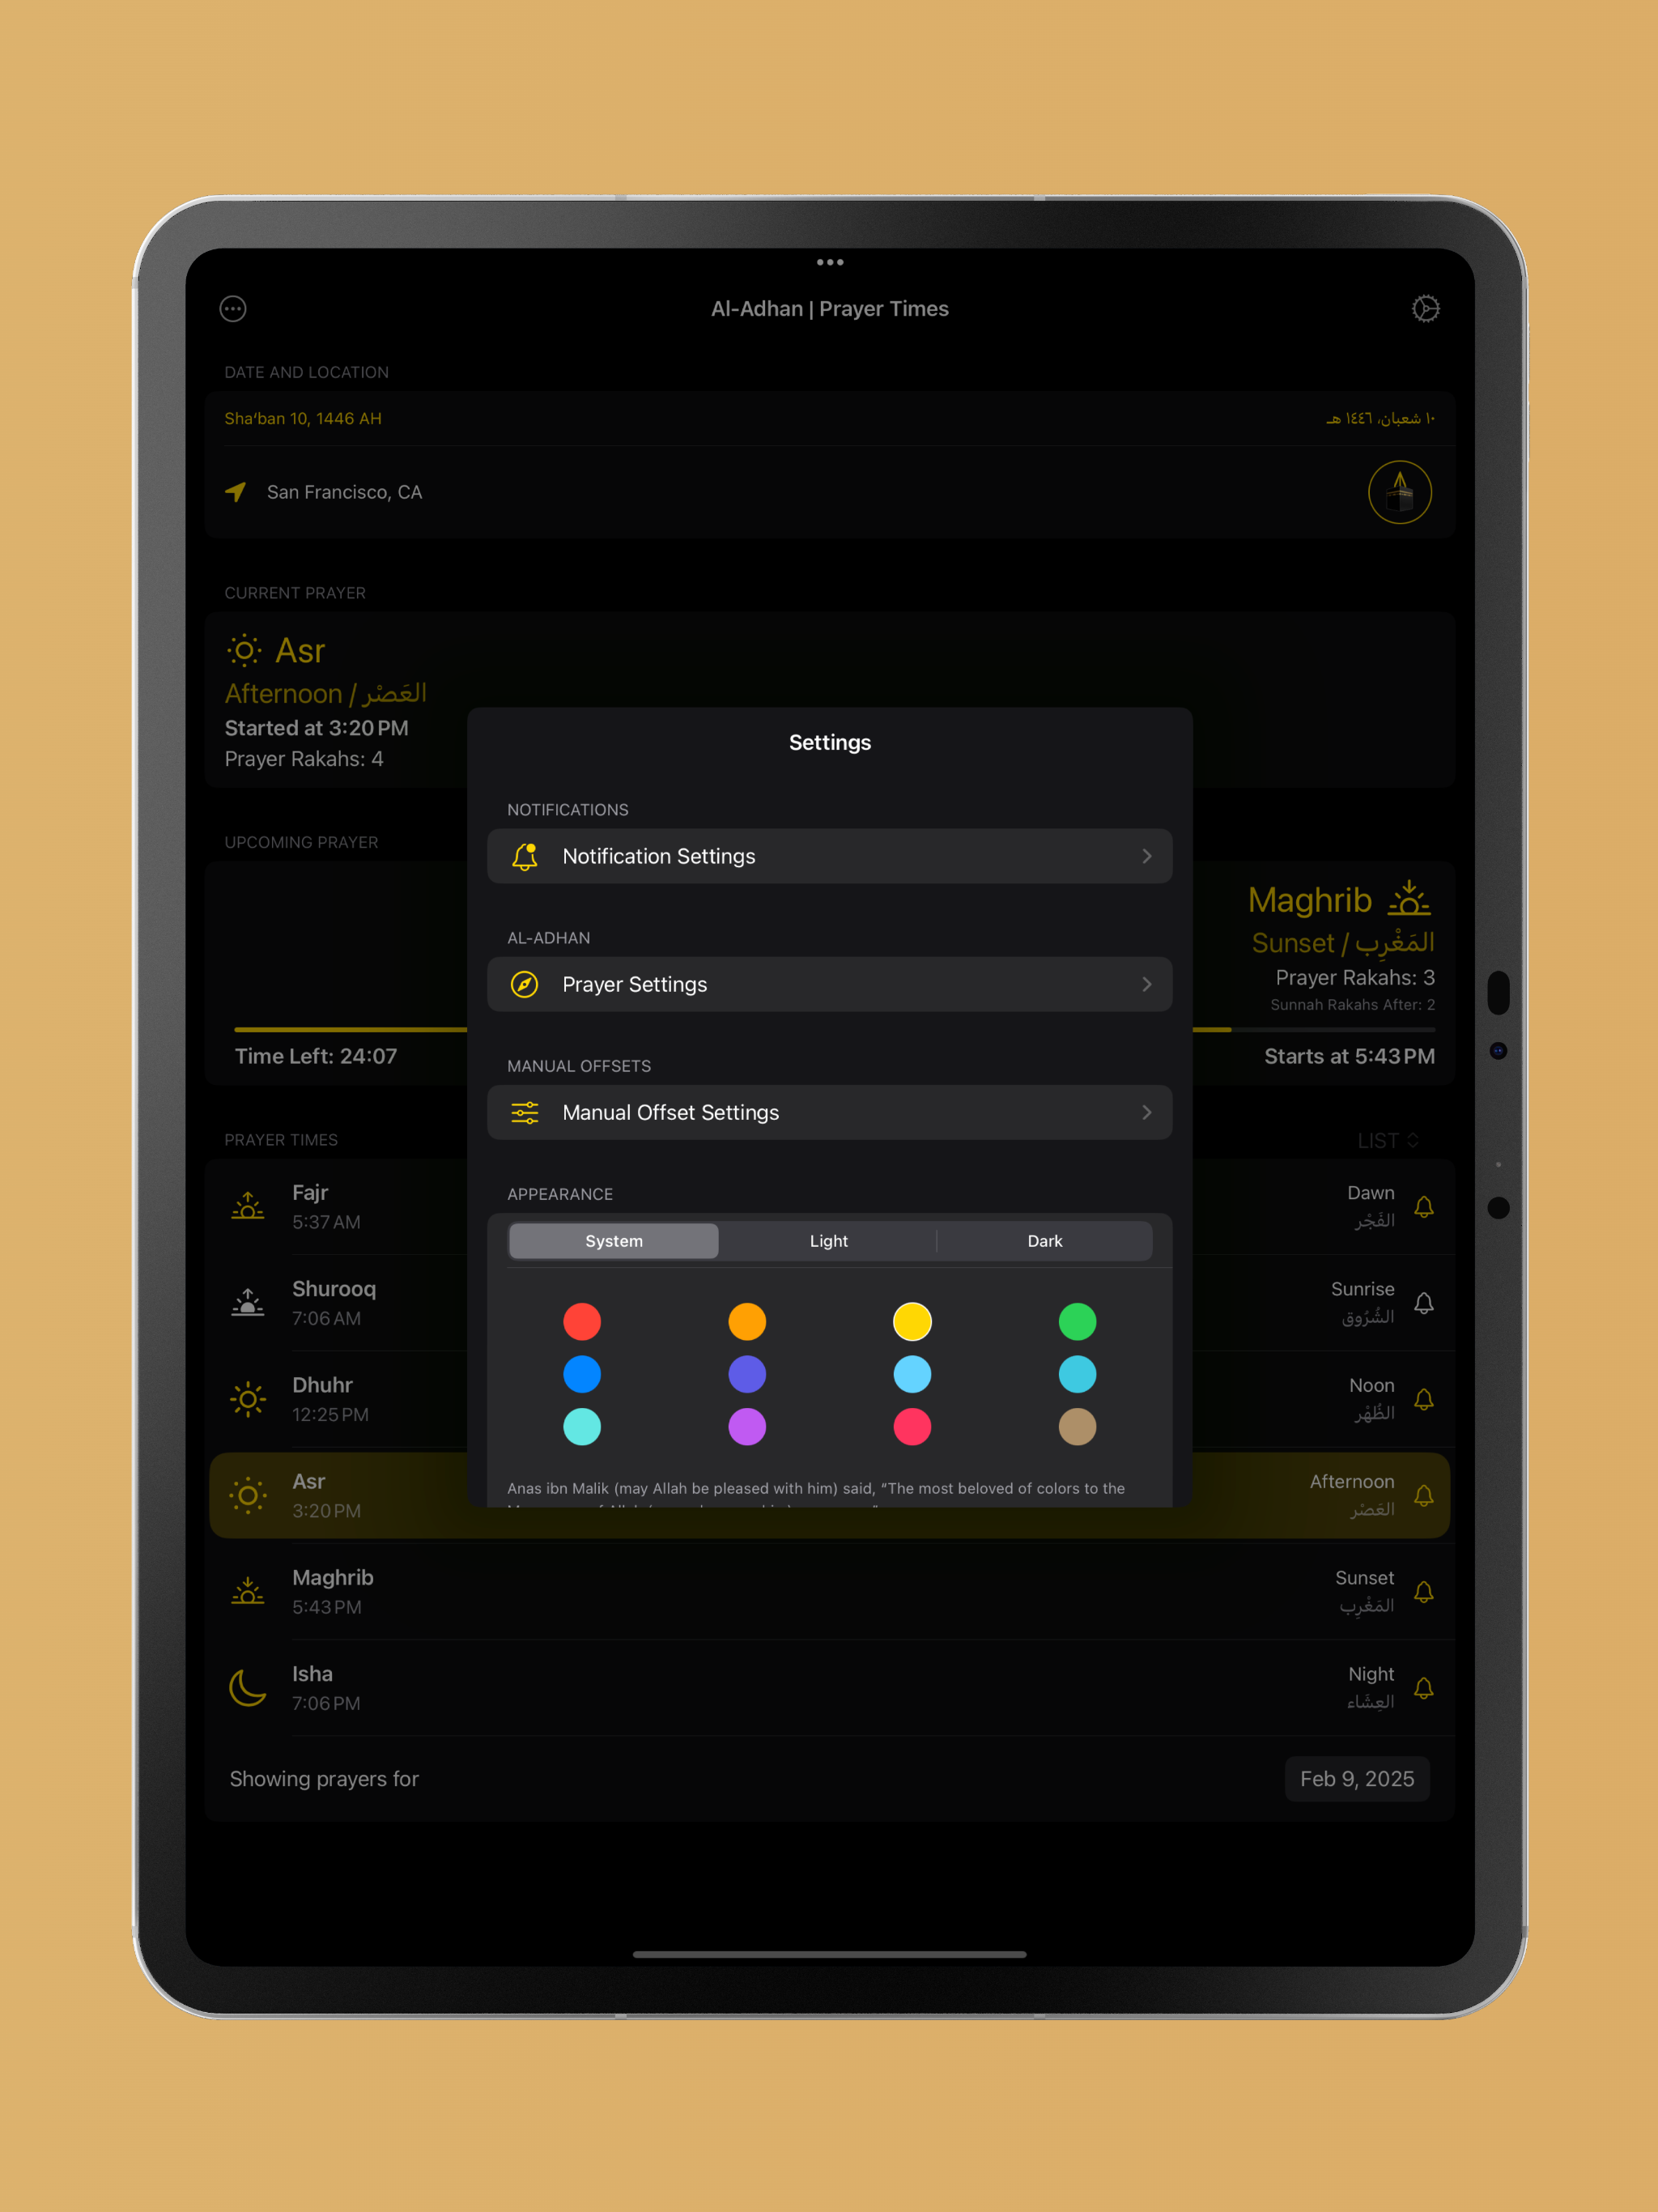 Al-Adhan | Prayer Times
DATE AND LOCATION
Shaʻban 10, 1446 AH
١٠ شعبان، ١٤٤٦ هـ
San Francisco, CA
CURRENT PRAYER
Asr
Afternoon / العَصْر
Started at 3:20 PM
Prayer Rakahs: 4
UPCOMING PRAYER
Maghrib
Sunset / المَغْرِب
Prayer Rakahs: 3
Sunnah Rakahs After: 2
Time Left: 24:07
Starts at 5:43 PM
Settings
NOTIFICATIONS
Notification Settings
AL-ADHAN
Prayer Settings
MANUAL OFFSETS
Manual Offset Settings
APPEARANCE
System
Light
Dark
Anas ibn Malik (may Allah be pleased with him) said, “The most beloved of colors to the
PRAYER TIMES
LIST
Fajr
5:37 AM
Dawn
الفَجْر
Shurooq
7:06 AM
Sunrise
الشُرُوق
Dhuhr
12:25 PM
Noon
الظُهْر
Asr
3:20 PM
Afternoon
العَصْر
Maghrib
5:43 PM
Sunset
المَغْرِب
Isha
7:06 PM
Night
العِشَاء
Showing prayers for
Feb 9, 2025